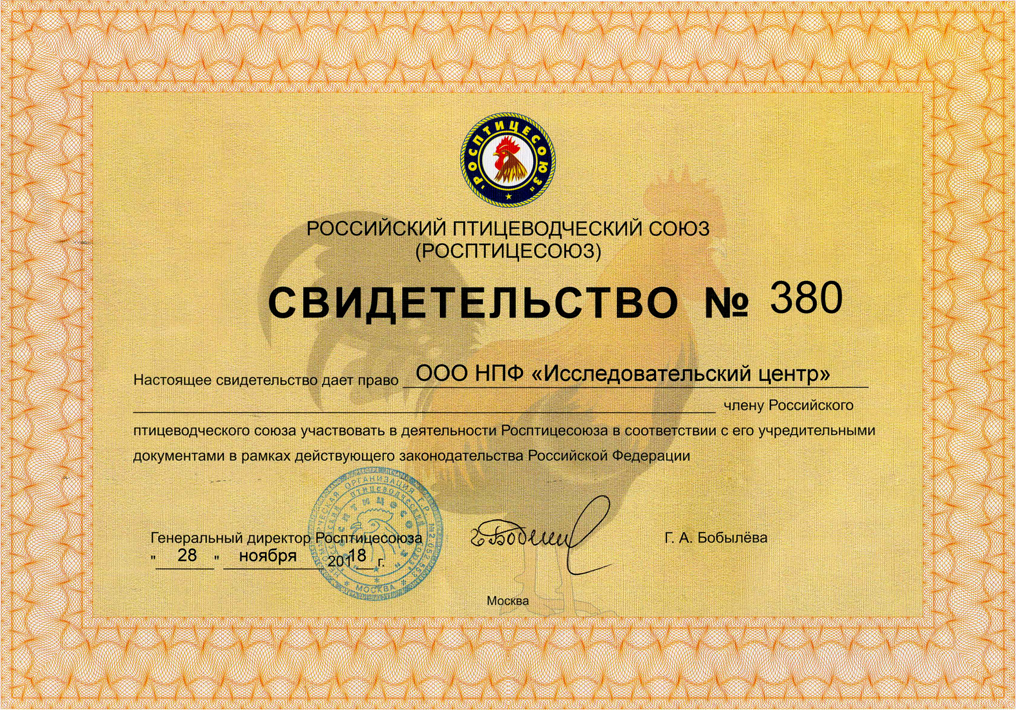 "РОСПТИЦЕСОЮЗ"
РОССИЙСКИЙ ПТИЦЕВОДЧЕСКИЙ СОЮЗ
(РОСПТИЦЕСОЮЗ)
СВИДЕТЕЛЬСТВО № 380
Настоящее свидетельство дает право ООО НПФ «Исследовательский центр»
члену Российского
птицеводческого союза участвовать в деятельности Росптицесоюза в соответствии с его учредительными
документами в рамках действующего законодательства Российской Федерации
Генеральный директор Росптицесоюза Г. А. Бобылёва
" 28 " ноября 2018 г.
МОСКВА
Москва